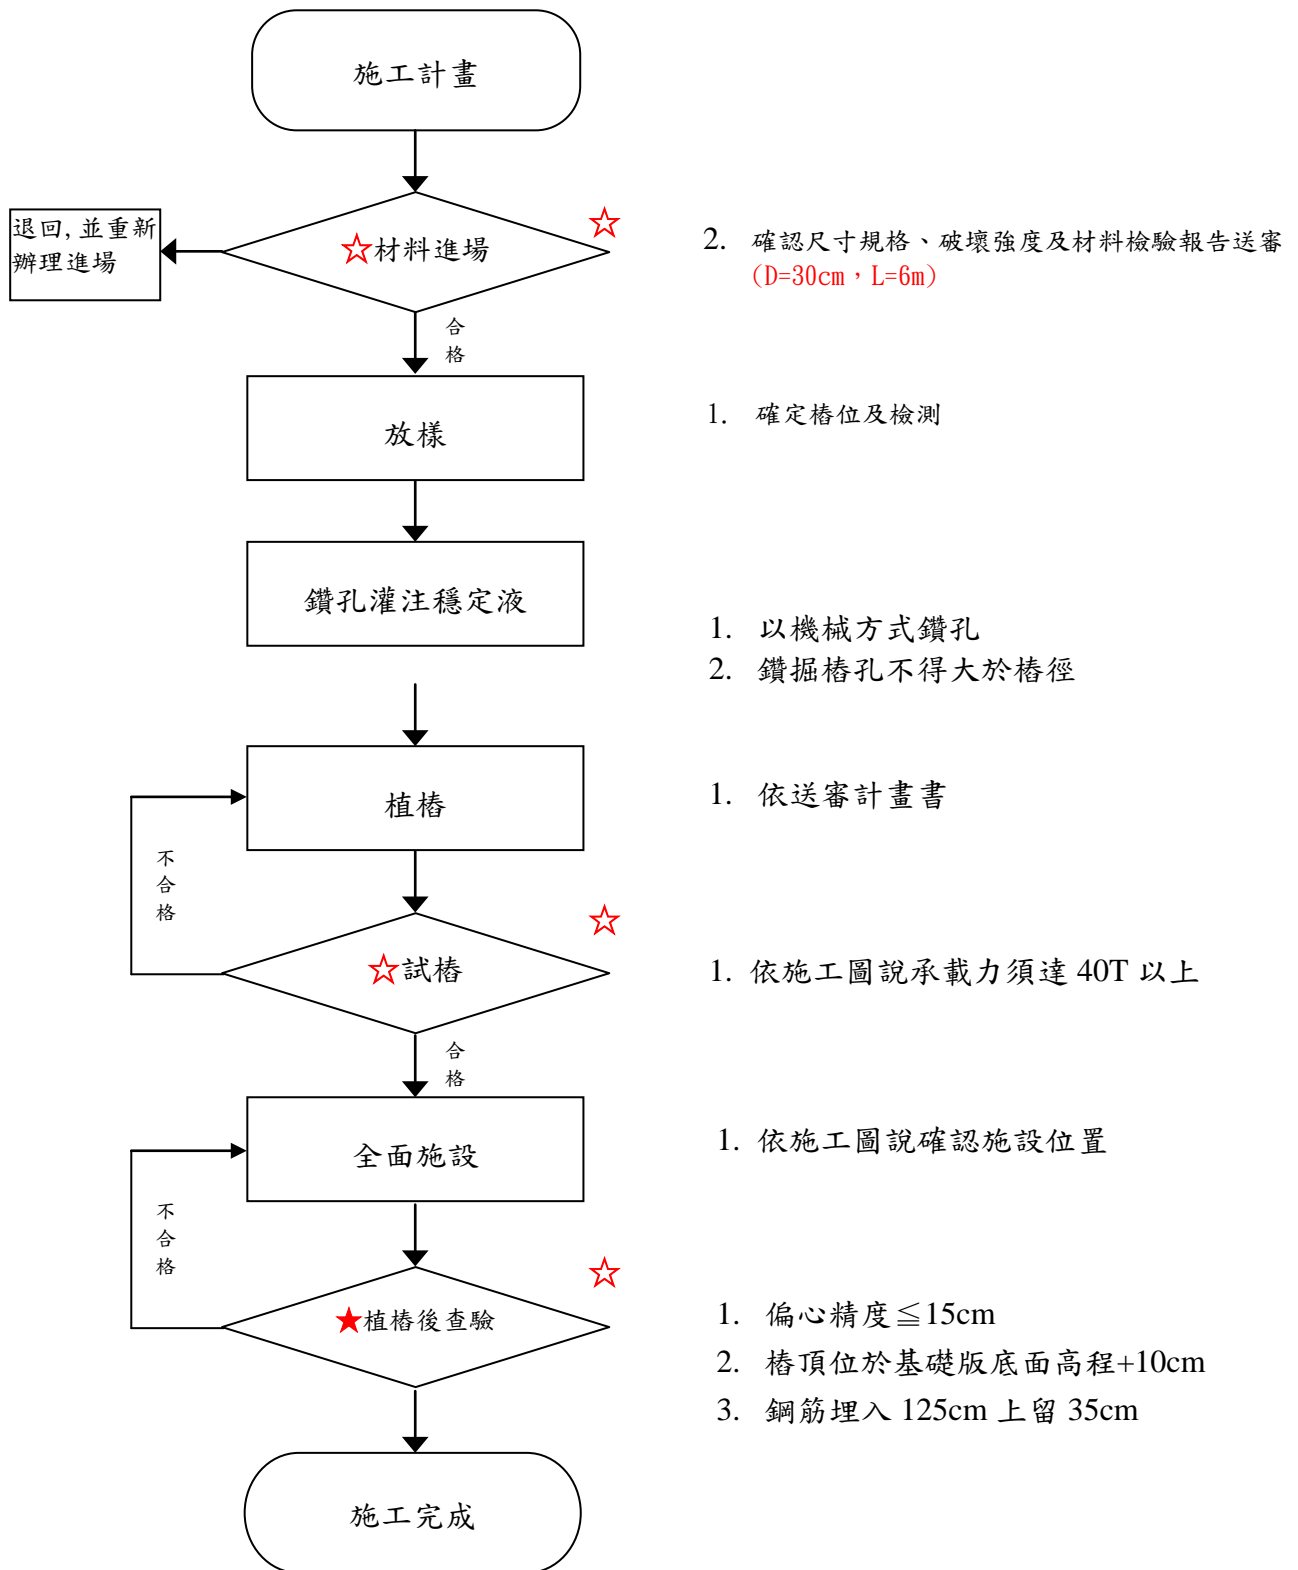 施工計畫
退回,並重新
辦理進場
☆
☆材料進場
2. 確認尺寸規格、破壞強度及材料檢驗報告送審
(D=30cm，L=6m)
合
格
放樣
1. 確定樁位及檢測
鑽孔灌注穩定液
1. 以機械方式鑽孔
2. 鑽掘樁孔不得大於樁徑
植樁
1. 依送審計畫書
不
合
格
☆
☆試樁
1. 依施工圖說承載力須達 40T 以上
合
格
全面施設
1. 依施工圖說確認施設位置
不
合
格
☆
★植樁後查驗
1. 偏心精度≦15cm
2. 樁頂位於基礎版底面高程+10cm
3. 鋼筋埋入 125cm 上留 35cm
施工完成